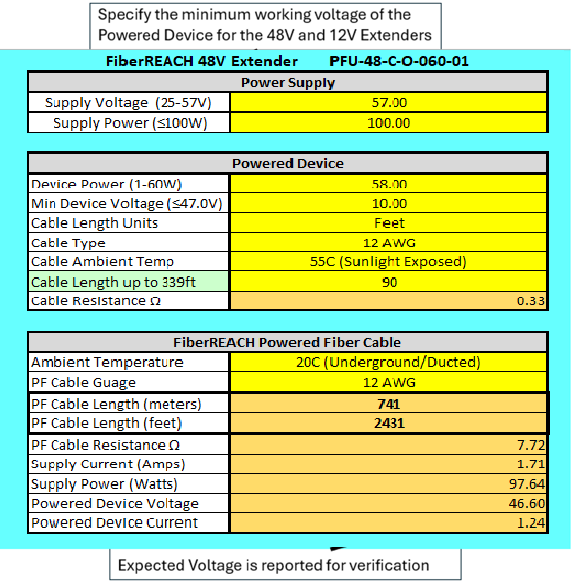 Specify the minimum working voltage of the
Powered Device for the 48V and 12V Extenders
FiberREACH 48V Extender PFU-48-C-O-060-01
Power Supply
Supply Voltage (25-57V) 57.00
Supply Power (≤100W) 100.00
Powered Device
Device Power (1-60W) 58.00
Min Device Voltage (≤47.0V) 10.00
Cable Length Units Feet
Cable Type 12 AWG
Cable Ambient Temp 55C (Sunlight Exposed)
Cable Length up to 339ft 90
Cable Resistance Ω 0.33
FiberREACH Powered Fiber Cable
Ambient Temperature 20C (Underground/Ducted)
PF Cable Guage 12 AWG
PF Cable Length (meters) 741
PF Cable Length (feet) 2431
PF Cable Resistance Ω 7.72
Supply Current (Amps) 1.71
Supply Power (Watts) 97.64
Powered Device Voltage 46.60
Powered Device Current 1.24
Expected Voltage is reported for verification